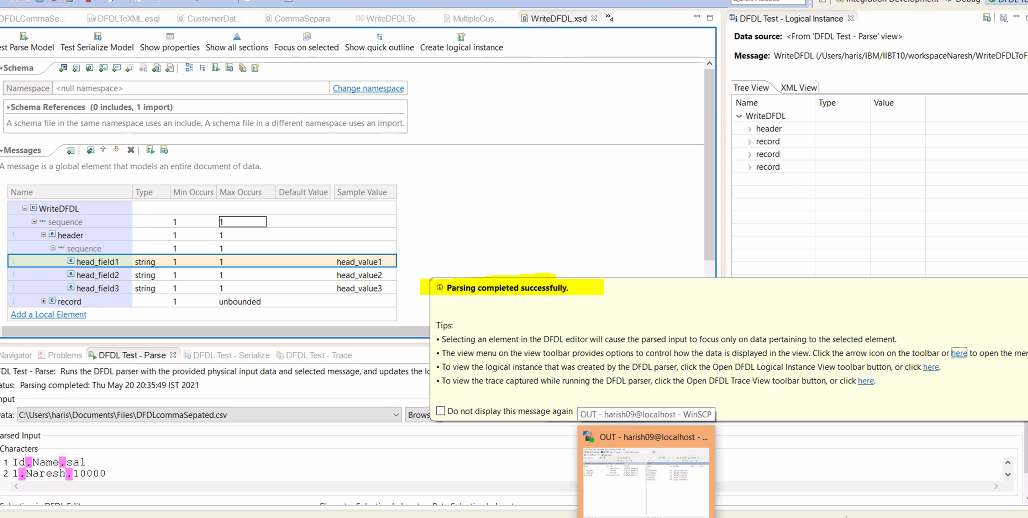 DFDLComme...
DFDLToXML.esql
CustomerDat...
CommaSepara...
WriteDFDLTo...
MultipleCus...
WriteDFDL.xsd
est Parse Model Test Serialize Model Show properties Show all sections Focus on selected Show quick outline Create logical instance
Schema
Namespace <null namespace> Change namespace
Schema References (0 includes, 1 import)
A schema file in the same namespace uses an include. A schema file in a different namespace uses an import.
Messages
A message is a global element that models an entire document of data.
Name Type Min Occurs Max Occurs Default Value Sample Value
WriteDFDL
sequence 1 1
header 1 1
sequence 1 1
head_field1 string 1 1 head_value1
head_field2 string 1 1 head_value2
head_field3 string 1 1 head_value3
record 1 unbounded
Add a Local Element
DFDL Test - Logical Instance
Data source: <From 'DFDL Test - Parse' view>
Message: WriteDFDL (/Users/haris/IBM/IIBT10/workspaceNaresh/WriteDFDLToF
Tree View XML View
Name Type Value
WriteDFDL
header
record
record
record
Parsing completed successfully.
Tips:
• Selecting an element in the DFDL editor will cause the parsed input to focus only on data pertaining to the selected element.
• The view menu on the view toolbar provides options to control how the data is displayed in the view. Click the arrow icon on the toolbar or here to open the me
• To view the logical instance that was created by the DFDL parser, click the Open DFDL Logical Instance View toolbar button, or click here.
• To view the trace captured while running the DFDL parser, click the Open DFDL Trace View toolbar button, or click here.
Do not display this message again
OUT - harish09@localhost - WinSCP
OUT - harish09@localhost - ...
Navigator Problems DFDL Test - Parse DFDL Test - Serialize DFDL Test - Trace
DFDL Test - Parse: Runs the DFDL parser with the provided physical input data and selected message, and updates the lo
atus: Parsing completed: Thu May 20 20:35:49 IST 2021
nput
Data: C:\Users\haris\Documents\Files\DFDLcommaSepated.csv Brows
arsed Input
Characters
1 Id,Name,sal
2 1,Naresh,10000